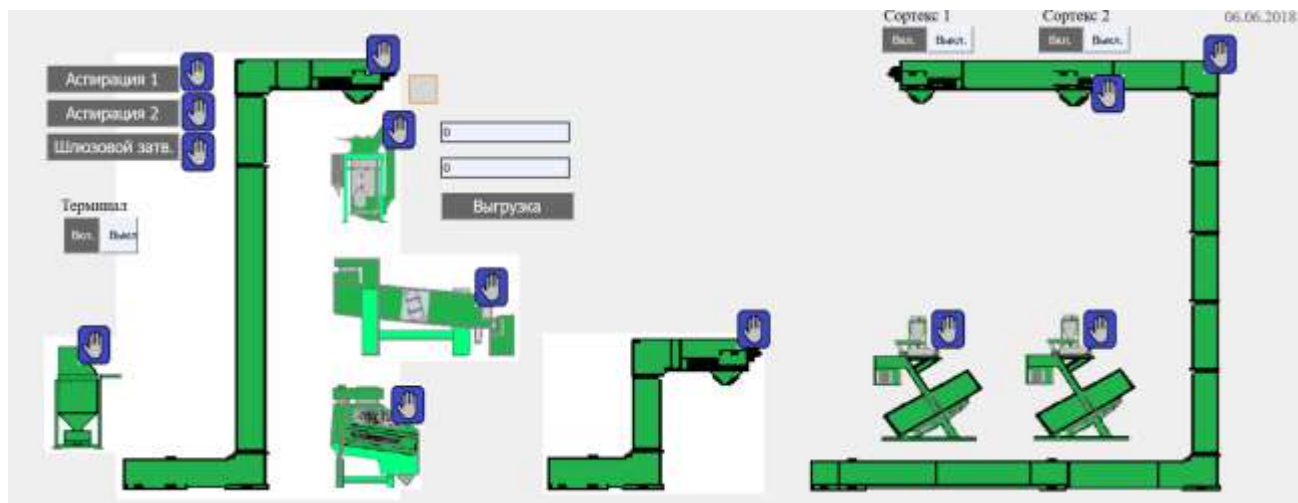 Сортекс 1
Сортекс 2
06.06.2018
Вкл. Выкл.
Вкл. Выкл.
Аспирация 1
Аспирация 2
Шлюзовой затв.
0
0
Выгрузка
Терминал
Вкл. Выкл